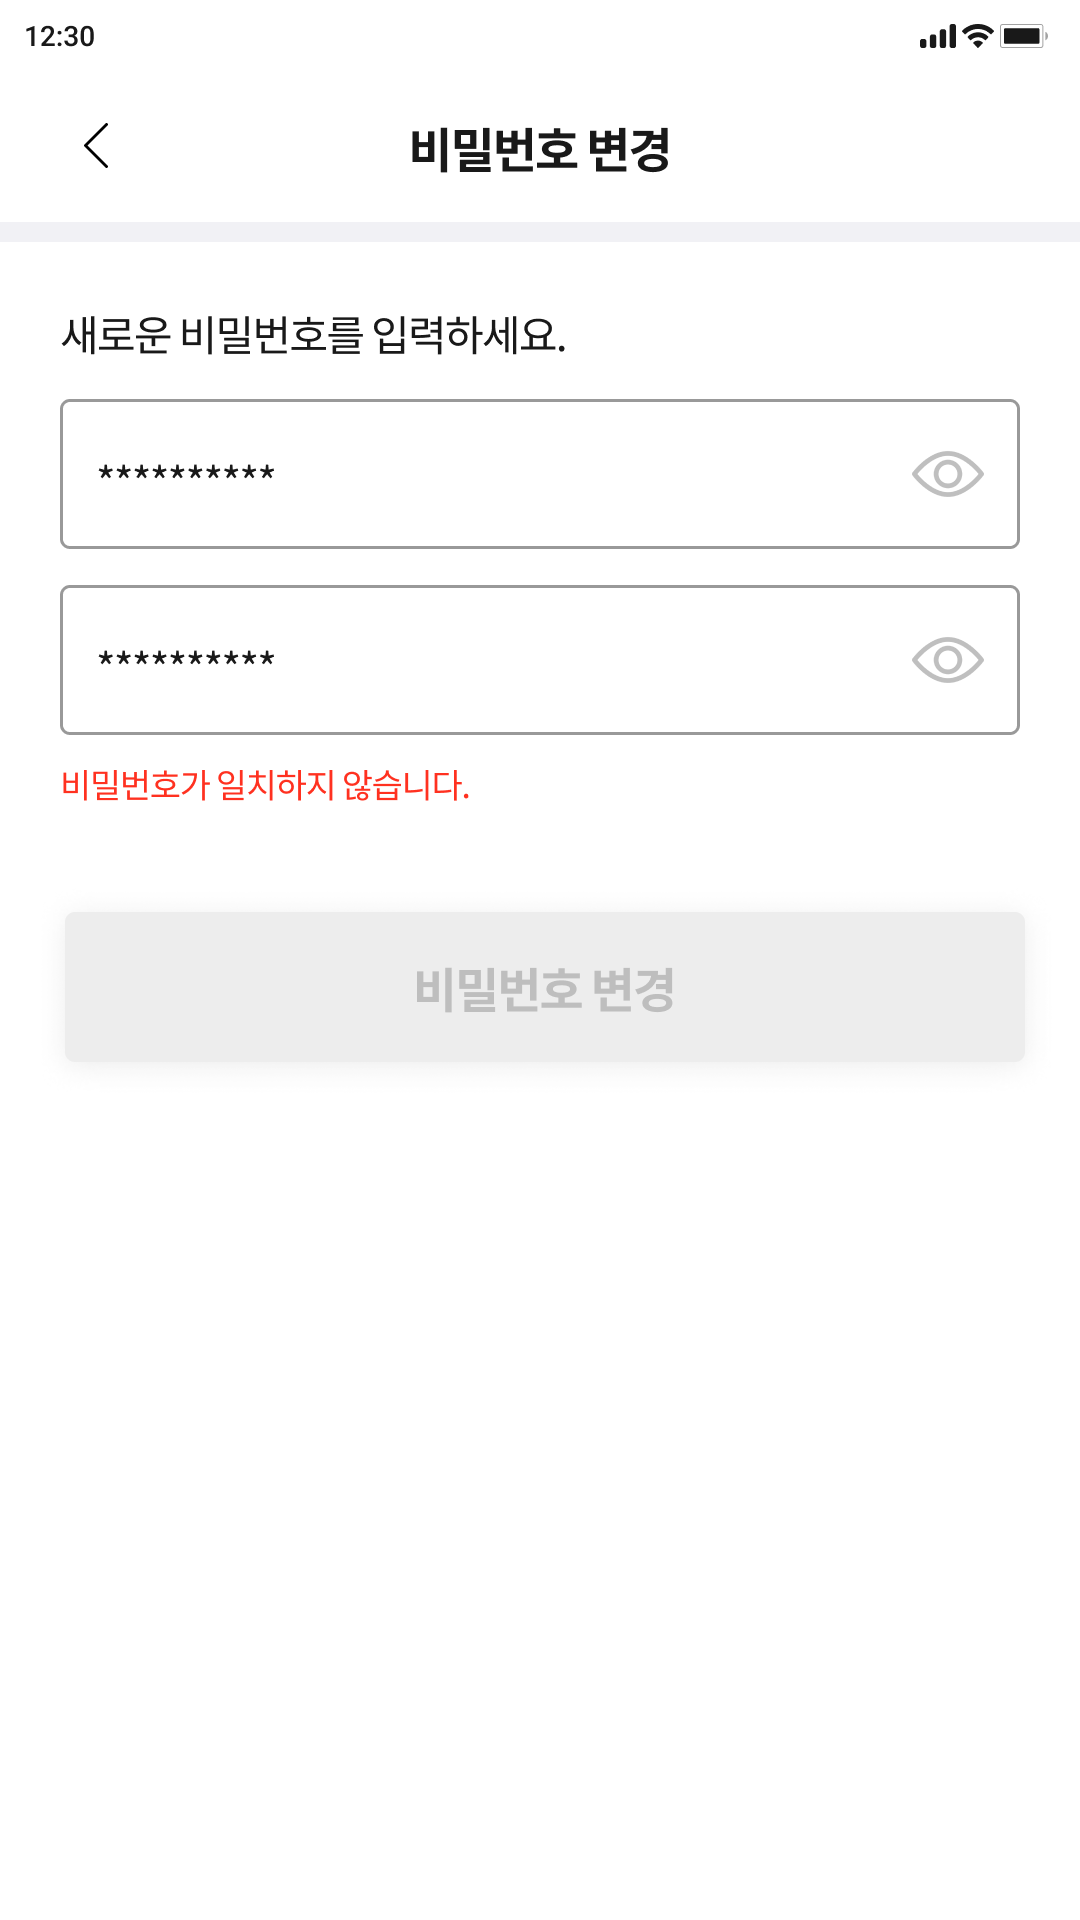 12:30
비밀번호 변경
새로운 비밀번호를 입력하세요.
**********
**********
비밀번호가 일치하지 않습니다.
비밀번호 변경